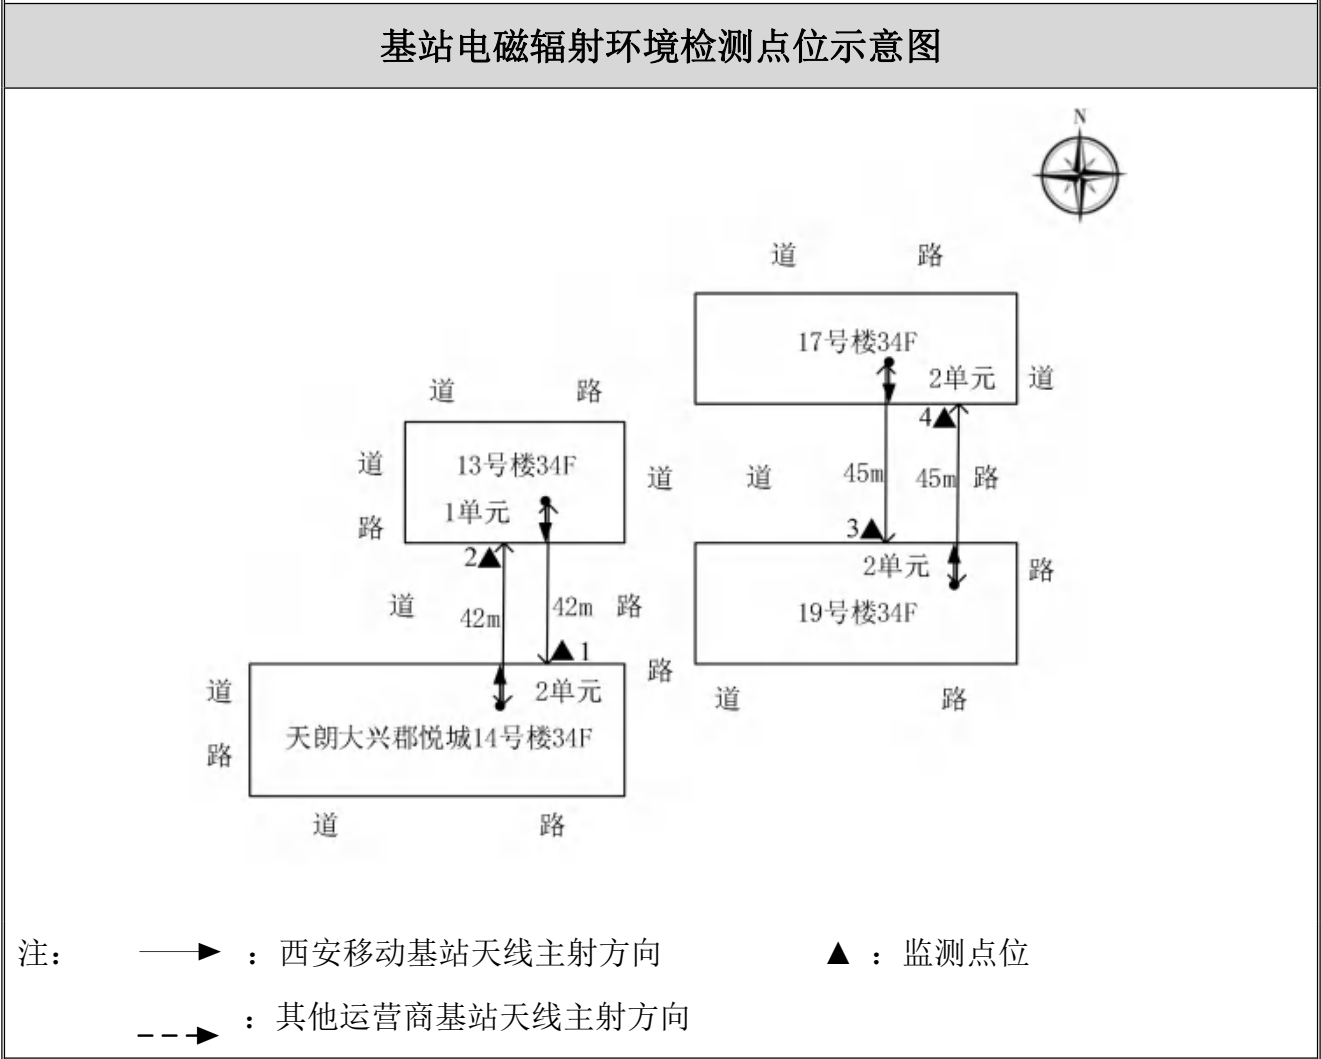 基站电磁辐射环境检测点位示意图
N
道 路
17号楼34F
2单元 道
4▲
道 路
道 13号楼34F
道 道 45m 45m 路
1单元
路
3▲
2▲
2单元 路
道 42m 42m 路
19号楼34F
▲1
路
道 2单元
道 路
天朗大兴郡悦城14号楼34F
路
道 路
注： ：西安移动基站天线主射方向 ▲：监测点位
：其他运营商基站天线主射方向